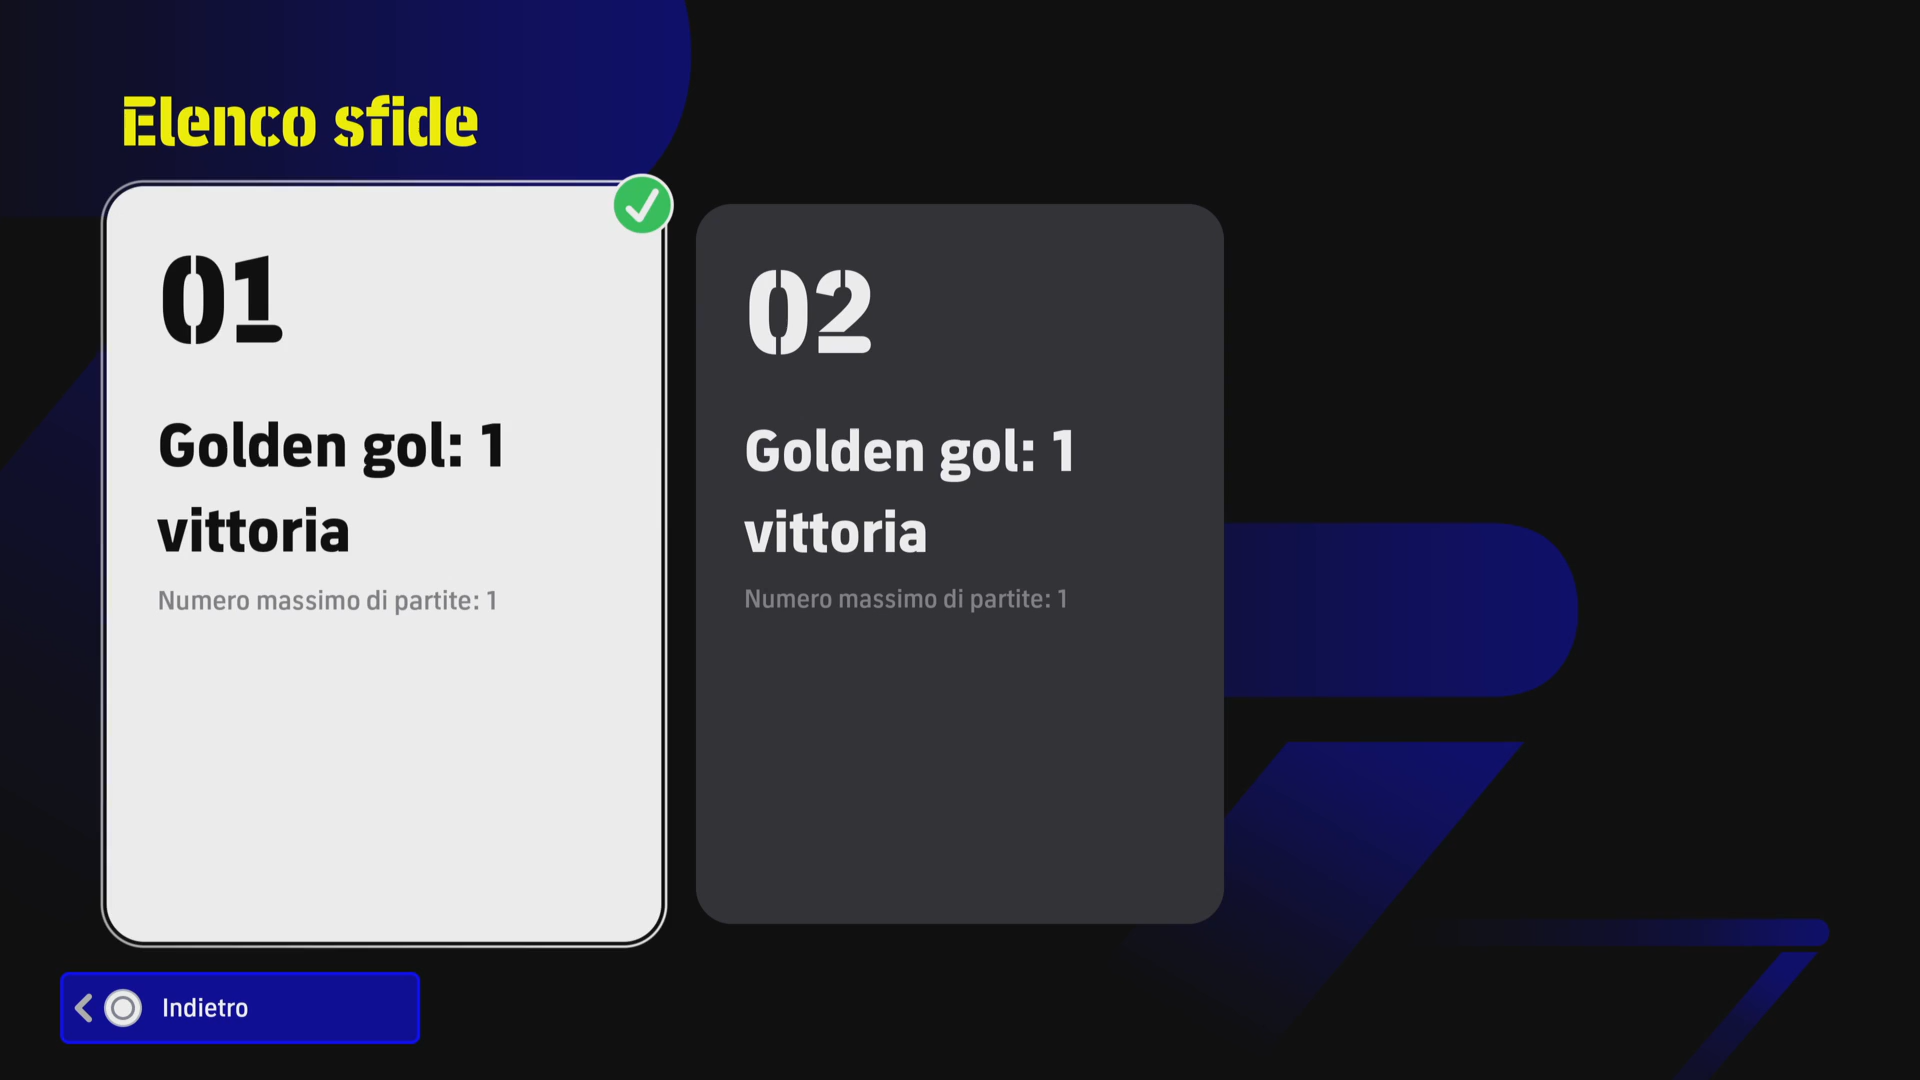 Elenco sfide
01
Golden gol: 1
vittoria
Numero massimo di partite: 1
02
Golden gol: 1
vittoria
Numero massimo di partite: 1
Indietro